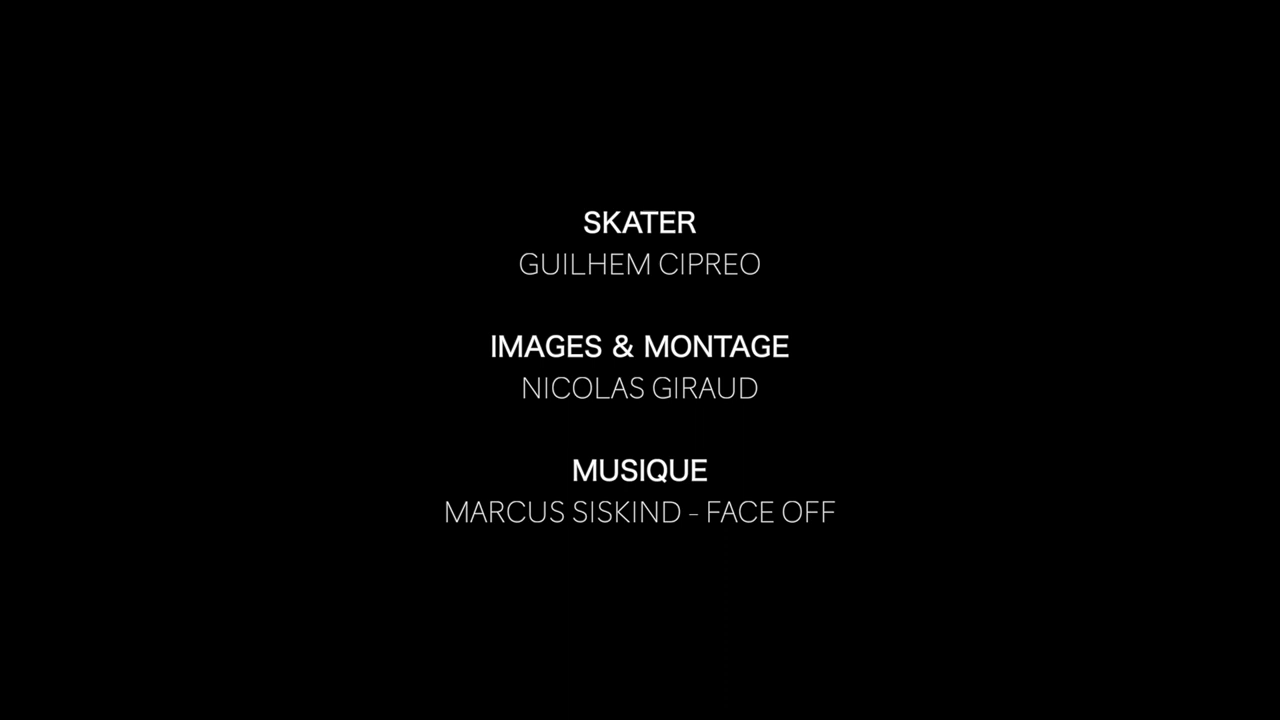 SKATER
GUILHEM CIPREO
IMAGES & MONTAGE
NICOLAS GIRAUD
MUSIQUE
MARCUS SISKIND - FACE OFF